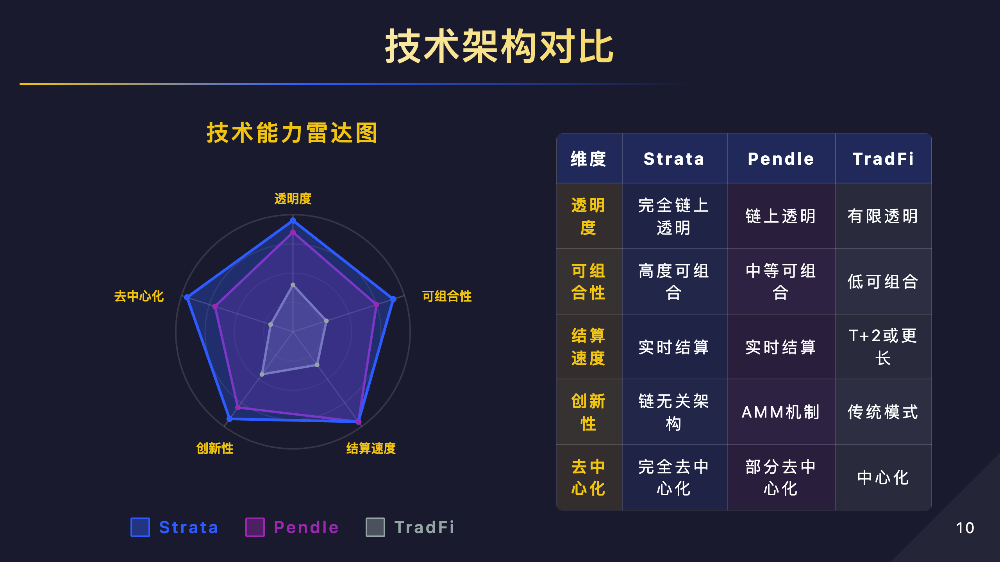 技术架构对比
技术能力雷达图
透明度
去中心化
可组合性
创新性
结算速度
Strata
Pendle
TradFi
维度
Strata
Pendle
TradFi
透明
度
完全链上
透明
链上透明
有限透明
可组
合性
高度可组
合
中等可组
合
低可组合
结算
速度
实时结算
实时结算
T+2或更
长
创新
性
链无关架
构
AMM机制
传统模式
去中
心化
完全去中
心化
部分去中
心化
中心化
10